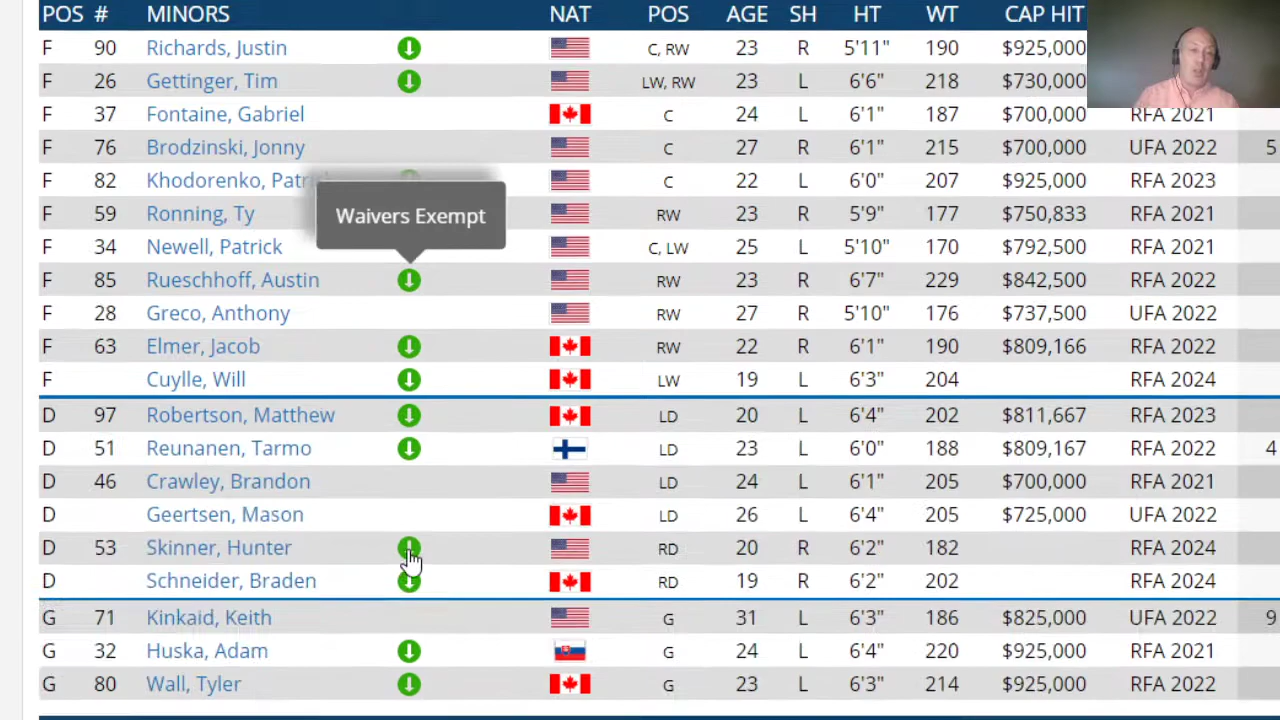 POS # MINORS NAT POS AGE SH HT WT CAP HIT
F 90 Richards, Justin C, RW 23 R 5'11" 190 $925,000
F 26 Gettinger, Tim LW, RW 23 L 6'6" 218 $730,000
F 37 Fontaine, Gabriel C 24 L 6'1" 187 $700,000 RFA 2021
F 76 Brodzinski, Jonny C 27 R 6'1" 215 $700,000 UFA 2022 5
F 82 Khodorenko, Patri C 22 L 6'0" 207 $925,000 RFA 2023
F 59 Ronning, Ty RW 23 R 5'9" 177 $750,833 RFA 2021
Waivers Exempt
F 34 Newell, Patrick C, LW 25 L 5'10" 170 $792,500 RFA 2021
F 85 Rueschhoff, Austin RW 23 R 6'7" 229 $842,500 RFA 2022
F 28 Greco, Anthony RW 27 R 5'10" 176 $737,500 UFA 2022
F 63 Elmer, Jacob RW 22 R 6'1" 190 $809,166 RFA 2022
F Cuylle, Will LW 19 L 6'3" 204 RFA 2024
D 97 Robertson, Matthew LD 20 L 6'4" 202 $811,667 RFA 2023
D 51 Reunanen, Tarmo LD 23 L 6'0" 188 $809,167 RFA 2022 4
D 46 Crawley, Brandon LD 24 L 6'1" 205 $700,000 RFA 2021
D Geertsen, Mason LD 26 L 6'4" 205 $725,000 UFA 2022
D 53 Skinner, Hunter RD 20 R 6'2" 182 RFA 2024
D Schneider, Braden RD 19 R 6'2" 202 RFA 2024
G 71 Kinkaid, Keith G 31 L 6'3" 186 $825,000 UFA 2022 9
G 32 Huska, Adam G 24 L 6'4" 220 $925,000 RFA 2021
G 80 Wall, Tyler G 23 L 6'3" 214 $925,000 RFA 2022